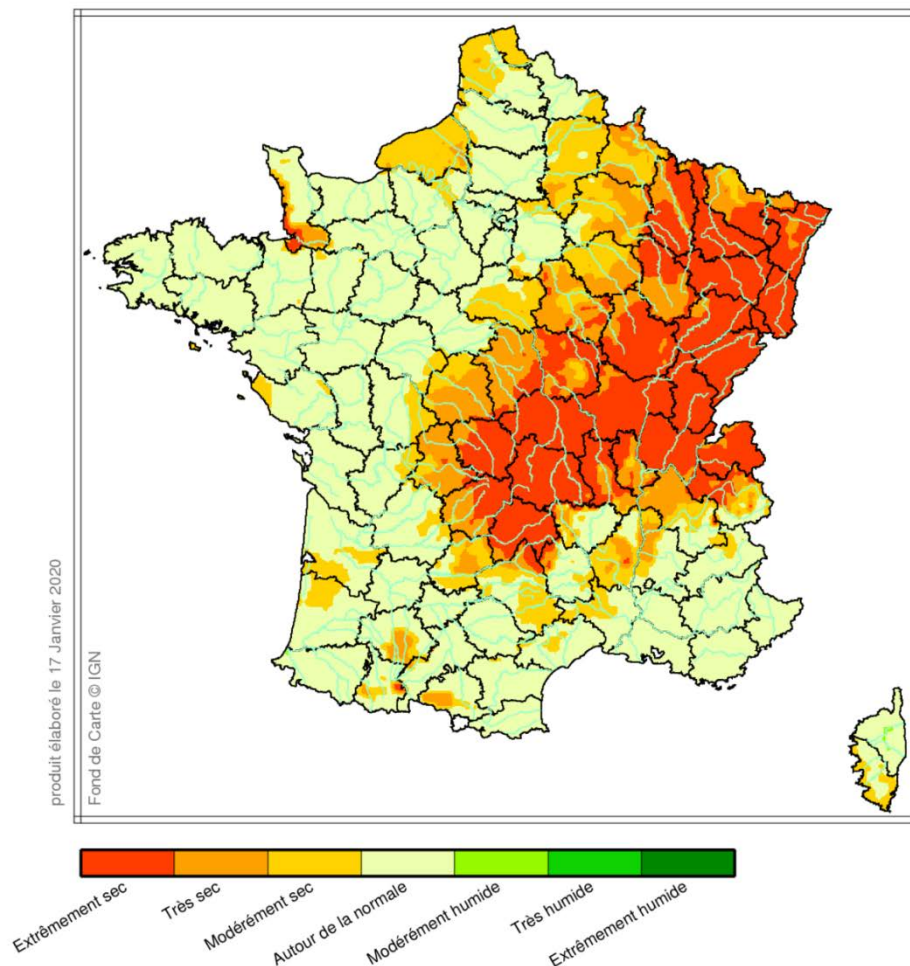 produit élaboré le 17 Janvier 2020
Fond de Carte © IGN
Extrêmement sec
Très sec
Modérément sec
Autour de la normale
Modérément humide
Très humide
Extrêmement humide